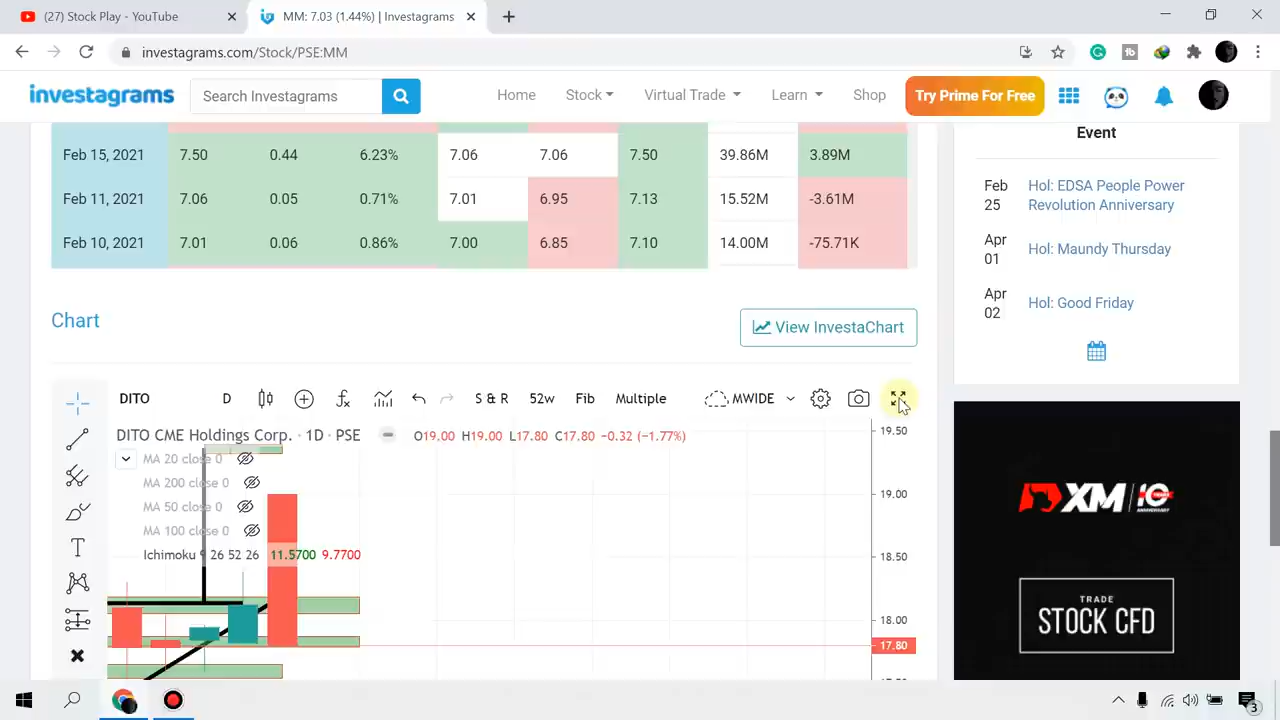 (27) Stock Play - YouTube
MM: 7.03 (1.44%) | Investagrams
investagrams.com/Stock/PSE:MM
investagrams
Search Investagrams
Home
Stock
Virtual Trade
Learn
Shop
Try Prime For Free
Feb 15, 2021 7.50 0.44 6.23% 7.06 7.06 7.50 39.86M 3.89M
Feb 11, 2021 7.06 0.05 0.71% 7.01 6.95 7.13 15.52M -3.61M
Feb 10, 2021 7.01 0.06 0.86% 7.00 6.85 7.10 14.00M -75.71K
Event
Feb 25 Hol: EDSA People Power
Revolution Anniversary
Apr 01 Hol: Maundy Thursday
Apr 02 Hol: Good Friday
Chart
View InvestaChart
DITO D S & R 52w Fib Multiple MWIDE
DITO CME Holdings Corp. · 1D · PSE O19.00 H19.00 L17.80 C17.80 -0.32 (-1.77%)
MA 20 close 0
MA 200 close 0
MA 50 close 0
MA 100 close 0
Ichimoku 9 26 52 26 11.5700 9.7700
19.50
19.00
18.50
18.00
17.80
XM 10
ANNIVERSARY
TRADE
STOCK CFD
3